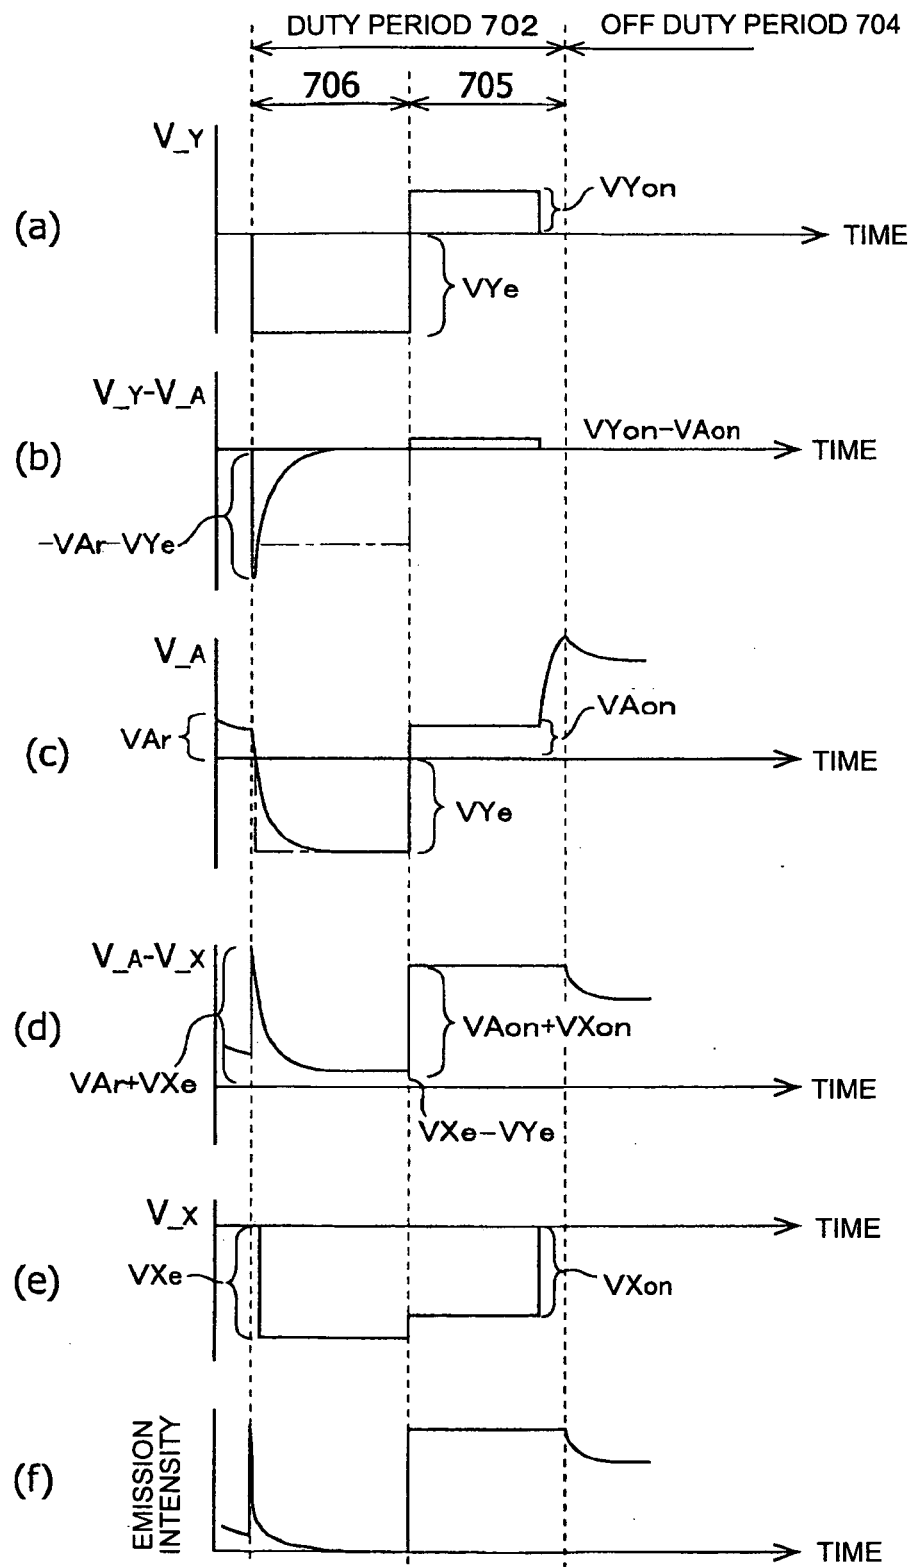 DUTY PERIOD 702
OFF DUTY PERIOD 704
706
705
V_Y
(a)
VYon
TIME
VYe
V_Y-V_A
(b)
VYon-VAon
TIME
-VAr-VYe
V_A
VAr
(c)
VAon
TIME
VYe
V_A-V_X
(d)
VAon+VXon
VAr+VXe
TIME
VXe-VYe
V_X
TIME
(e)
VXe
VXon
(f)
EMISSION
INTENSITY
TIME